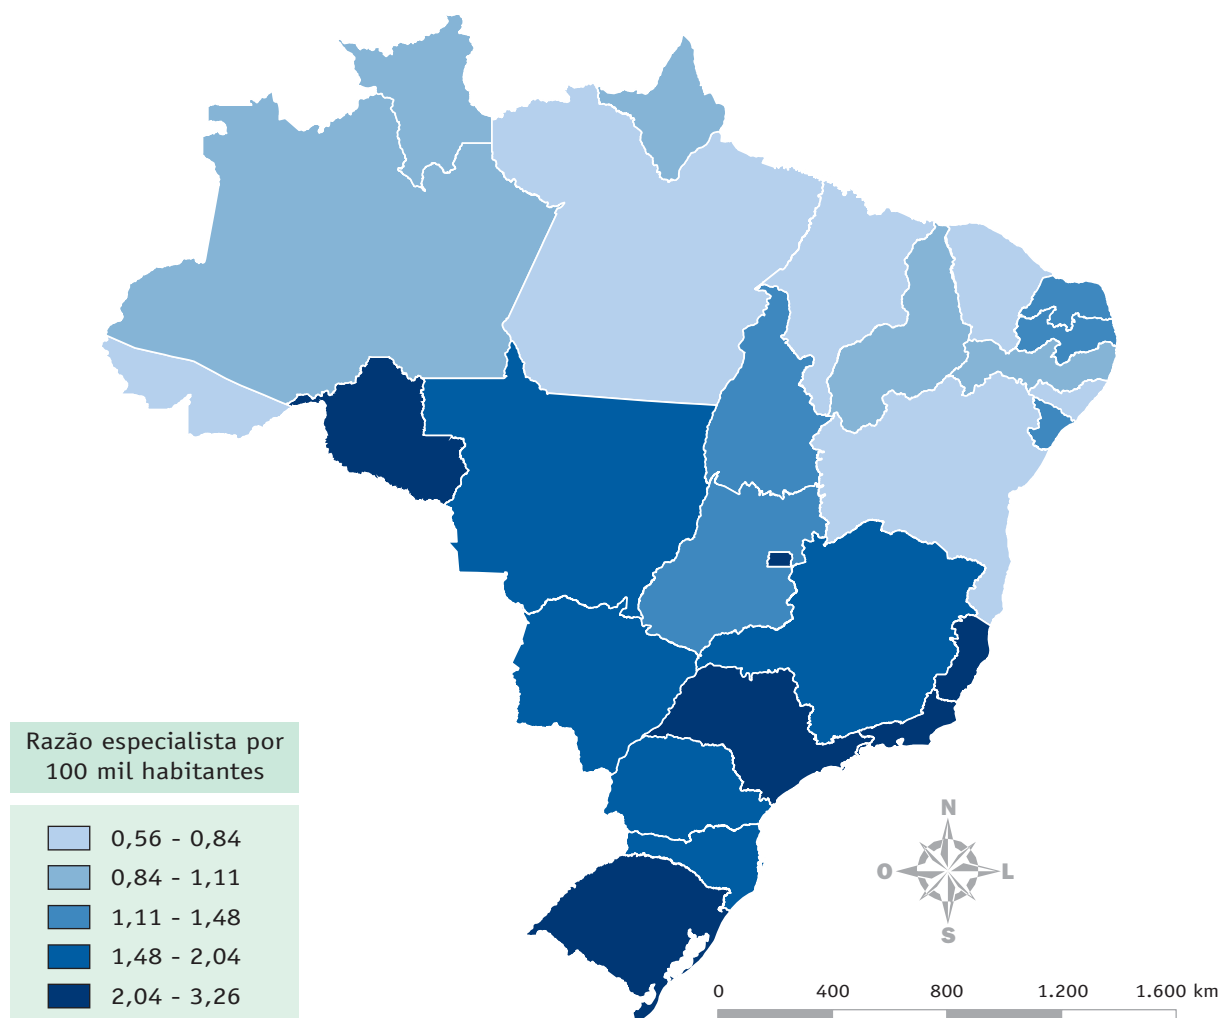 Razão especialista por
100 mil habitantes
0,56 - 0,84
0,84 - 1,11
1,11 - 1,48
1,48 - 2,04
2,04 - 3,26
N
O L
S
0 400 800 1.200 1.600 km